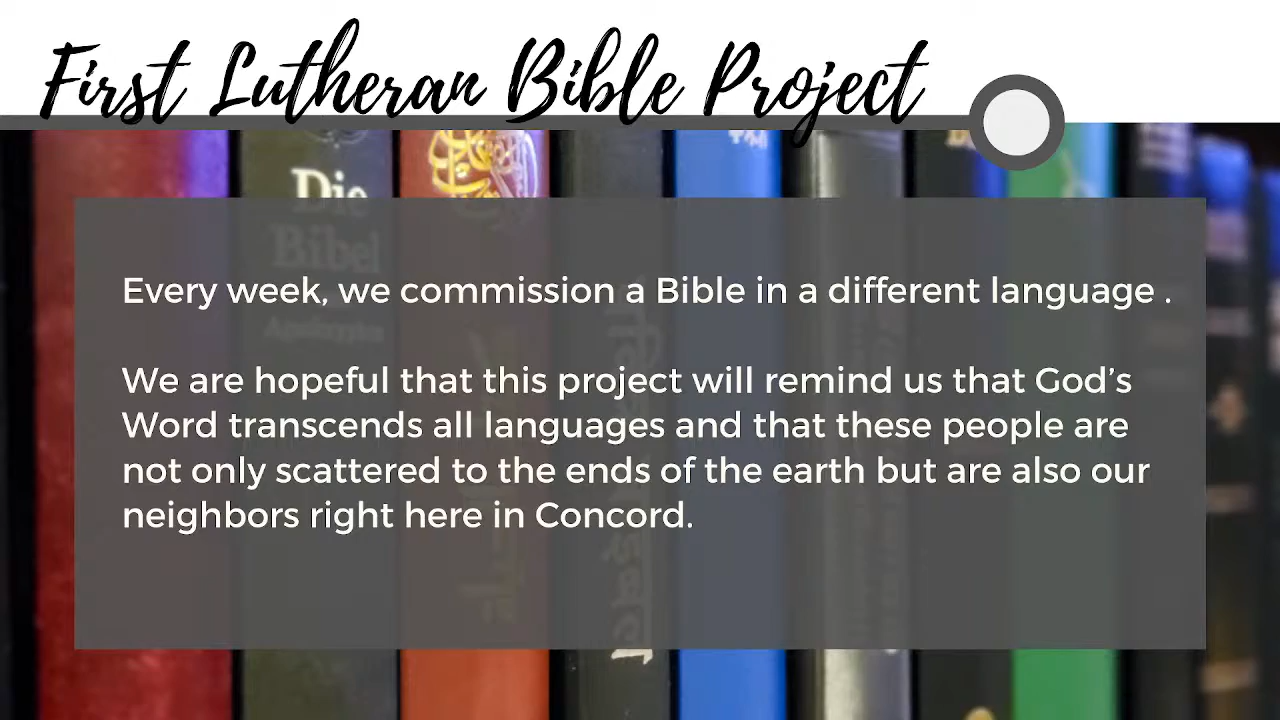 First Lutheran Bible Project
Die
Bibel
Apokryphen
Every week, we commission a Bible in a different language .
We are hopeful that this project will remind us that God’s
Word transcends all languages and that these people are
not only scattered to the ends of the earth but are also our
neighbors right here in Concord.